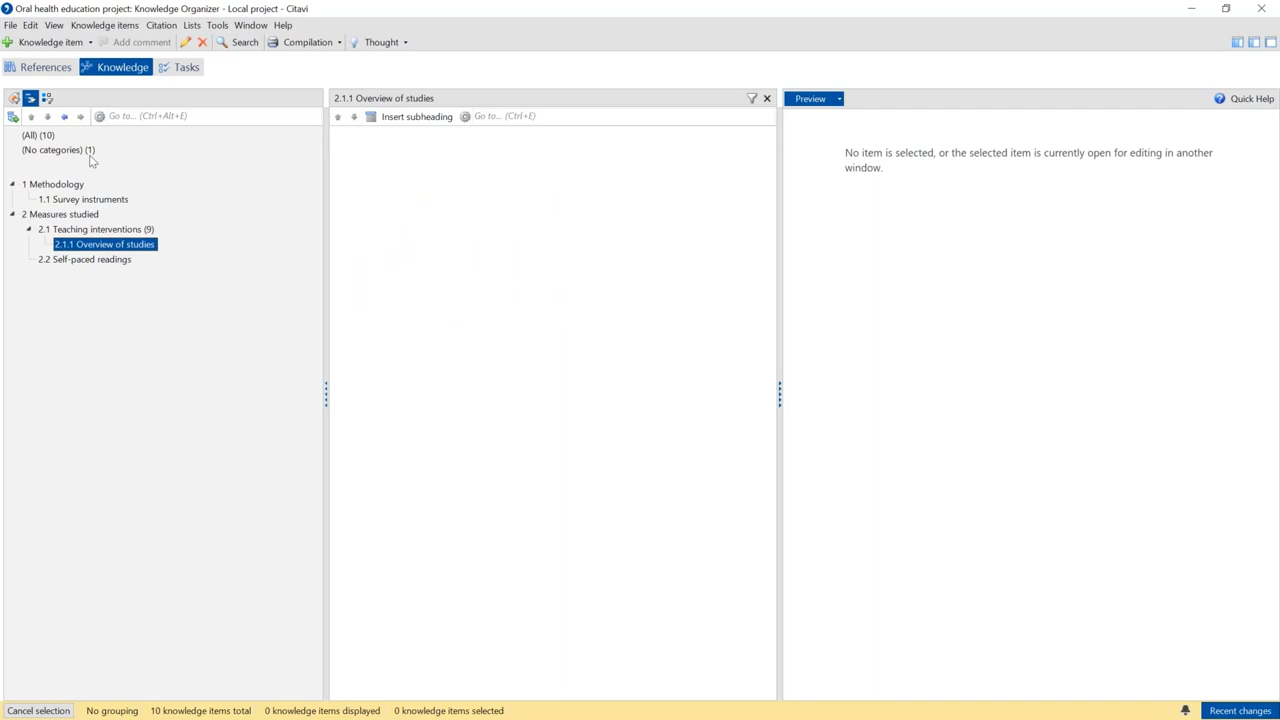 Oral health education project: Knowledge Organizer - Local project - Citavi
File Edit View Knowledge items Citation Lists Tools Window Help
Knowledge item Add comment Search Compilation Thought
References Knowledge Tasks
2.1.1 Overview of studies
Preview
Quick Help
Go to... (Ctrl+Alt+E)
Insert subheading Go to... (Ctrl+E)
(All) (10)
(No categories) (1)
1 Methodology
1.1 Survey instruments
2 Measures studied
2.1 Teaching interventions (9)
2.1.1 Overview of studies
2.2 Self-paced readings
No item is selected, or the selected item is currently open for editing in another
window.
Cancel selection No grouping 10 knowledge items total 0 knowledge items displayed 0 knowledge items selected Recent changes